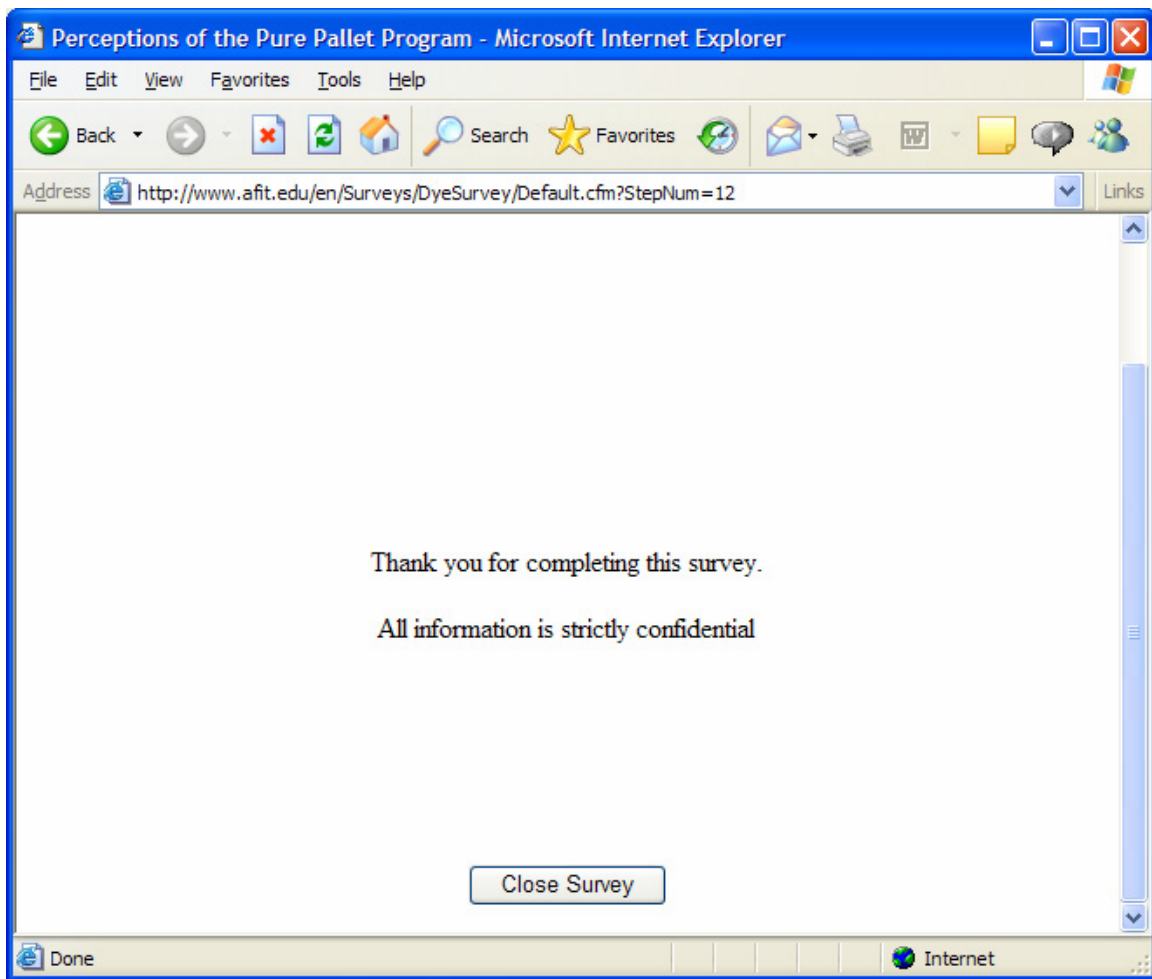 Perceptions of the Pure Pallet Program - Microsoft Internet Explorer
File Edit View Favorites Tools Help
Back Search Favorites W
Address http://www.afit.edu/en/Surveys/DyeSurvey/Default.cfm?StepNum=12 Links
Thank you for completing this survey.
All information is strictly confidential
Close Survey
Done Internet